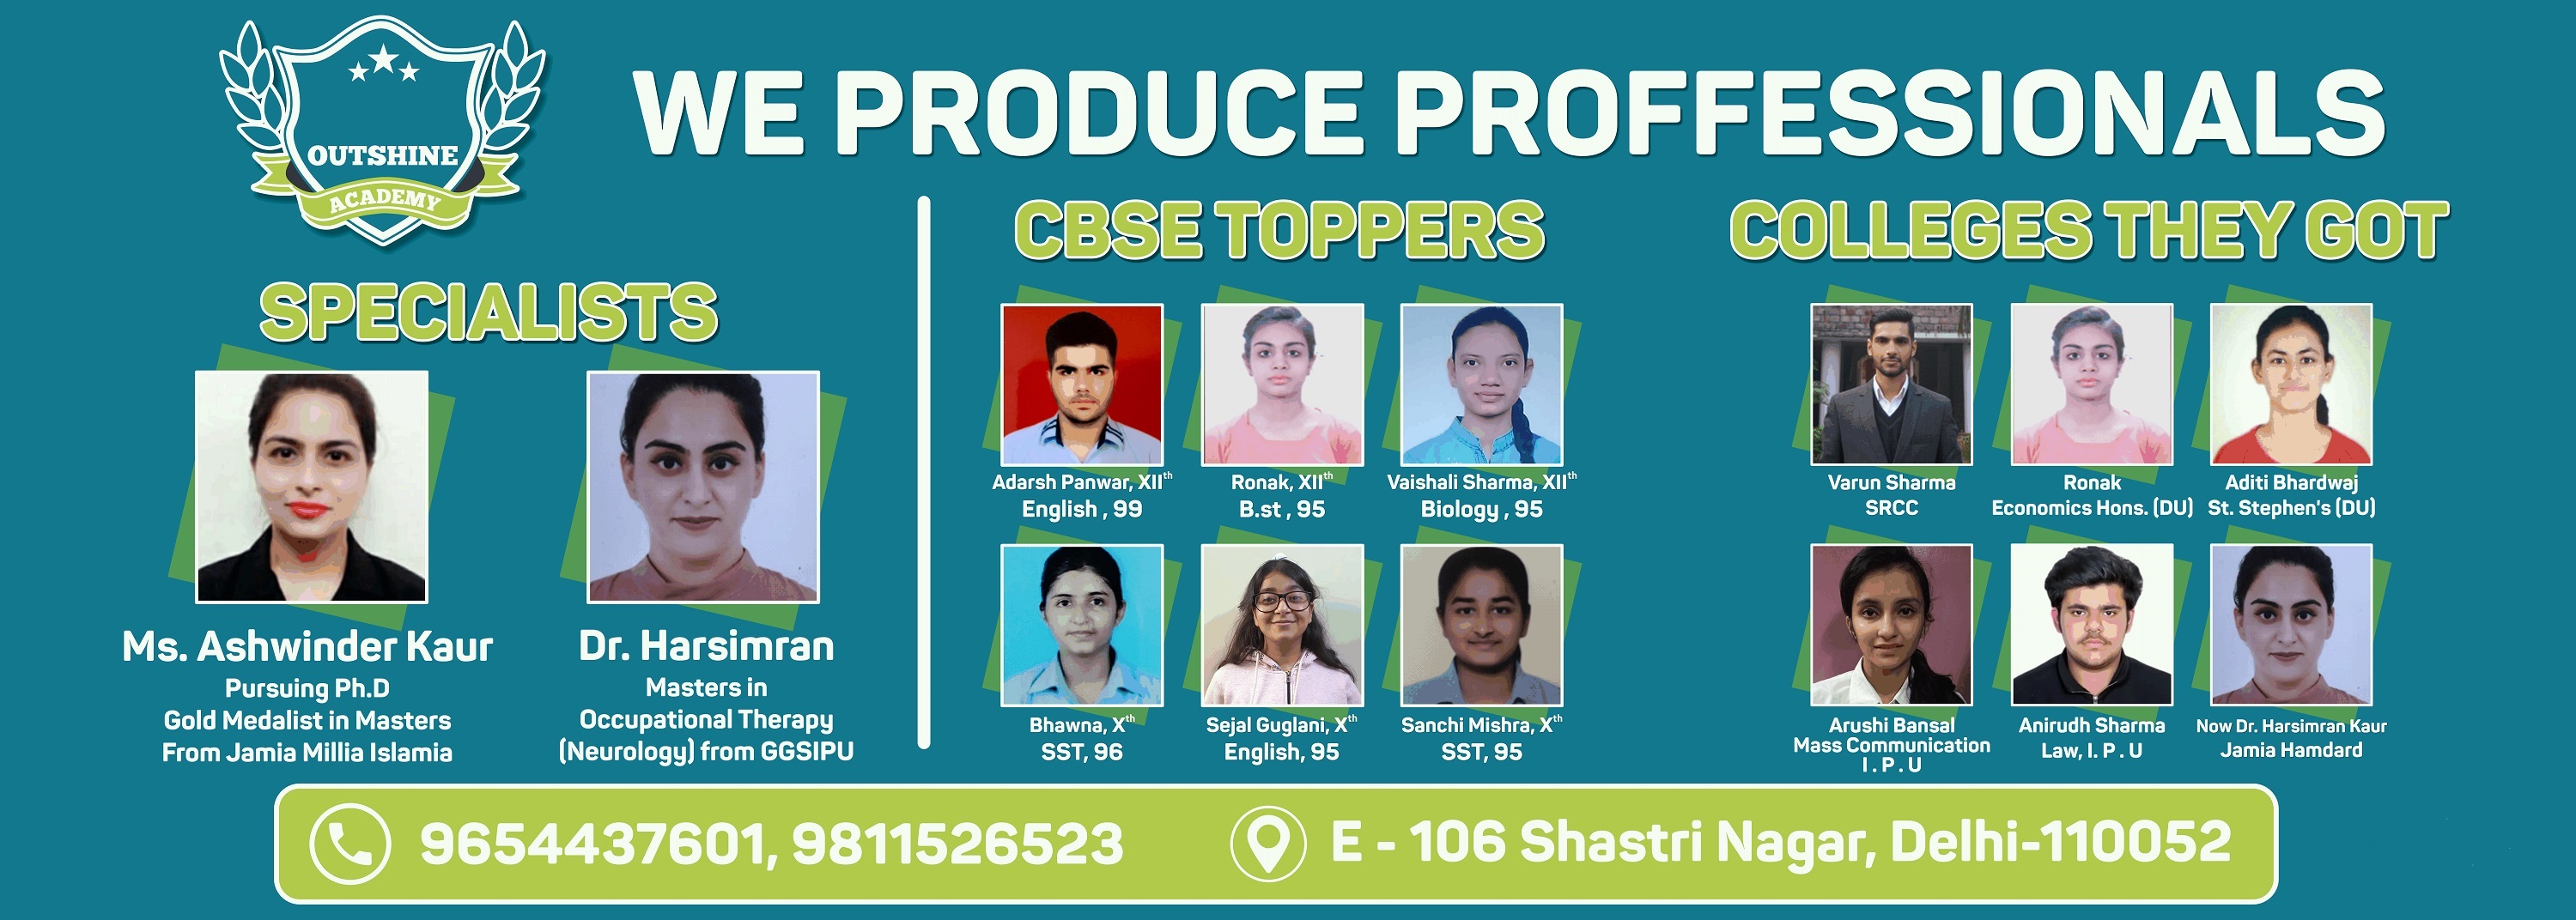 OUTSHINE
ACADEMY
WE PRODUCE PROFFESSIONALS
SPECIALISTS
Ms. Ashwinder Kaur
Pursuing Ph.D
Gold Medalist in Masters
From Jamia Millia Islamia
Dr. Harsimran
Masters in
Occupational Therapy
(Neurology) from GGSIPU
CBSE TOPPERS
Adarsh Panwar, XIIth
English , 99
Ronak, XIIth
B.st , 95
Vaishali Sharma, XIIth
Biology , 95
Bhawna, Xth
SST, 96
Sejal Guglani, Xth
English, 95
Sanchi Mishra, Xth
SST, 95
COLLEGES THEY GOT
Varun Sharma
SRCC
Ronak
Economics Hons. (DU)
Aditi Bhardwaj
St. Stephen's (DU)
Arushi Bansal
Mass Communication
I . P . U
Anirudh Sharma
Law, I. P . U
Now Dr. Harsimran Kaur
Jamia Hamdard
9654437601, 9811526523
E - 106 Shastri Nagar, Delhi-110052